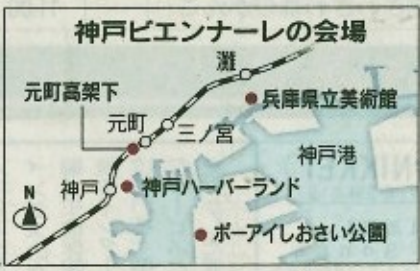 神戸ビエンナーレの会場
灘
元町高架下
兵庫県立美術館
元町
三ノ宮
神戸港
N
神戸
神戸ハーバーランド
ポーアイしおさい公園